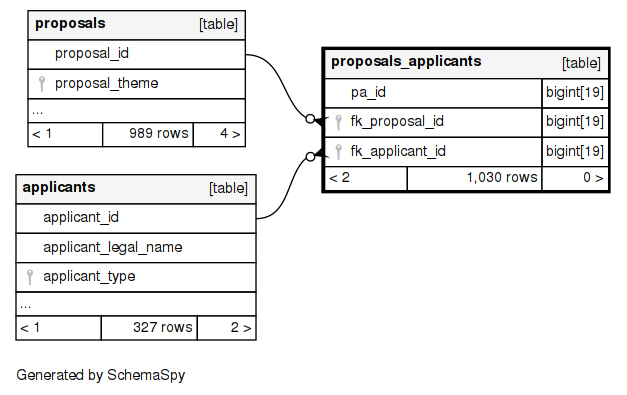 proposals [table]
proposal_id
proposal_theme
...
< 1 989 rows 4 >
proposals_applicants [table]
pa_id bigint[19]
fk_proposal_id bigint[19]
fk_applicant_id bigint[19]
< 2 1,030 rows 0 >
applicants [table]
applicant_id
applicant_legal_name
applicant_type
...
< 1 327 rows 2 >
Generated by SchemaSpy